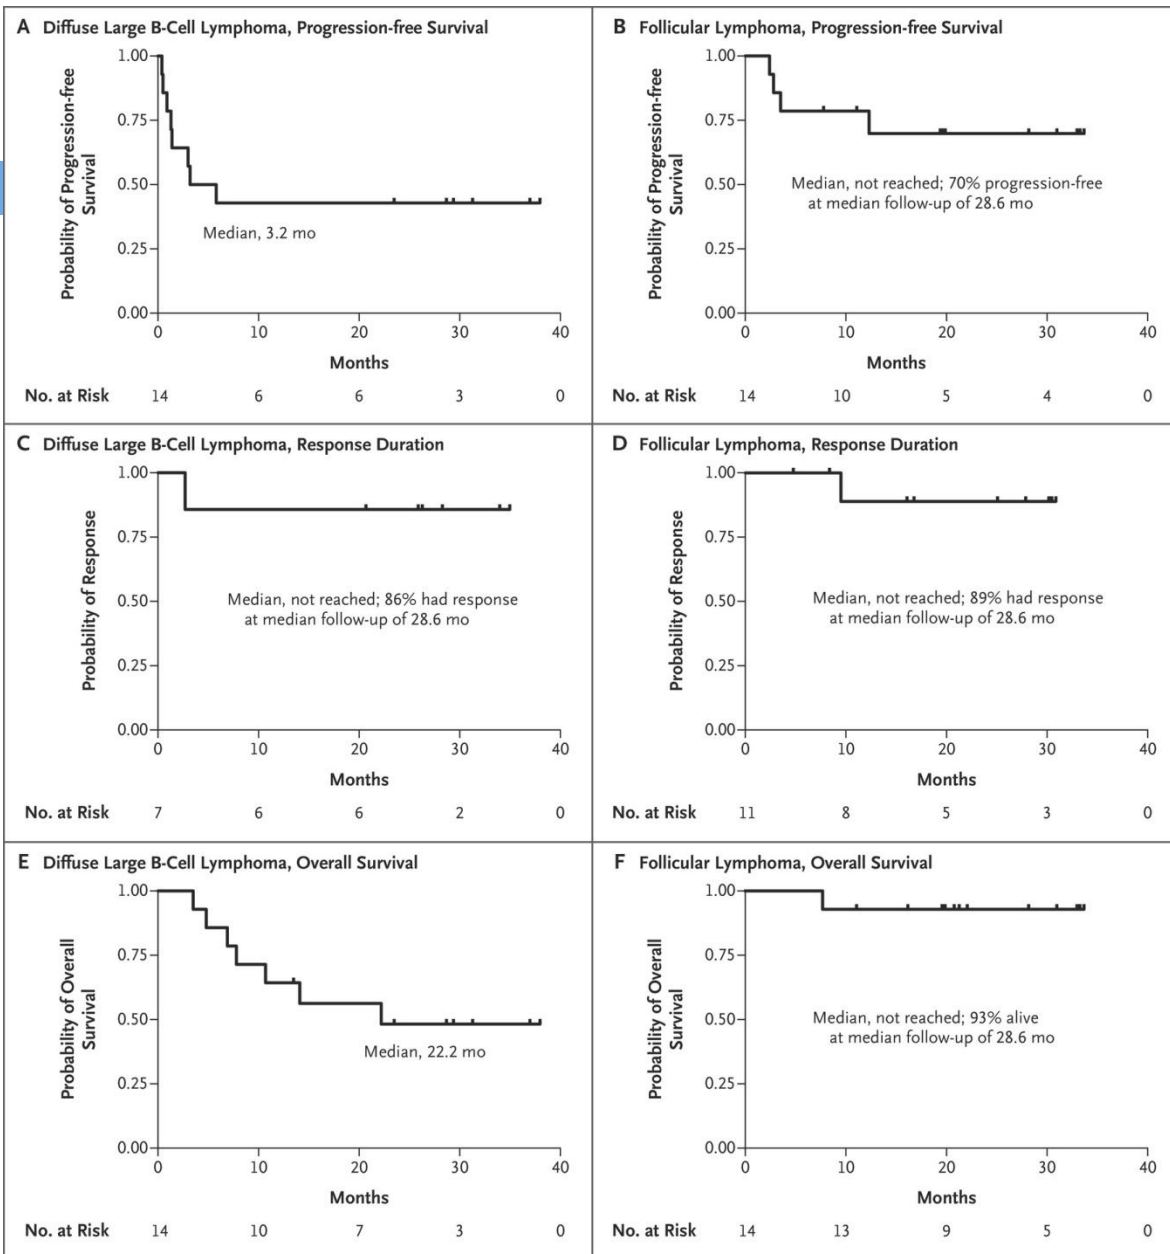 A Diffuse Large B-Cell Lymphoma, Progression-free Survival
Probability of Progression-free
Survival
1.00
0.75
0.50
0.25
0.00
Median, 3.2 mo
0 10 20 30 40
Months
No. at Risk 14 6 6 3 0
B Follicular Lymphoma, Progression-free Survival
Probability of Progression-free
Survival
1.00
0.75
0.50
0.25
0.00
Median, not reached; 70% progression-free
at median follow-up of 28.6 mo
0 10 20 30 40
Months
No. at Risk 14 10 5 4 0
C Diffuse Large B-Cell Lymphoma, Response Duration
Probability of Response
1.00
0.75
0.50
0.25
0.00
Median, not reached; 86% had response
at median follow-up of 28.6 mo
0 10 20 30 40
Months
No. at Risk 7 6 6 2 0
D Follicular Lymphoma, Response Duration
Probability of Response
1.00
0.75
0.50
0.25
0.00
Median, not reached; 89% had response
at median follow-up of 28.6 mo
0 10 20 30 40
Months
No. at Risk 11 8 5 3 0
E Diffuse Large B-Cell Lymphoma, Overall Survival
Probability of Overall
Survival
1.00
0.75
0.50
0.25
0.00
Median, 22.2 mo
0 10 20 30 40
Months
No. at Risk 14 10 7 3 0
F Follicular Lymphoma, Overall Survival
Probability of Overall
Survival
1.00
0.75
0.50
0.25
0.00
Median, not reached; 93% alive
at median follow-up of 28.6 mo
0 10 20 30 40
Months
No. at Risk 14 13 9 5 0